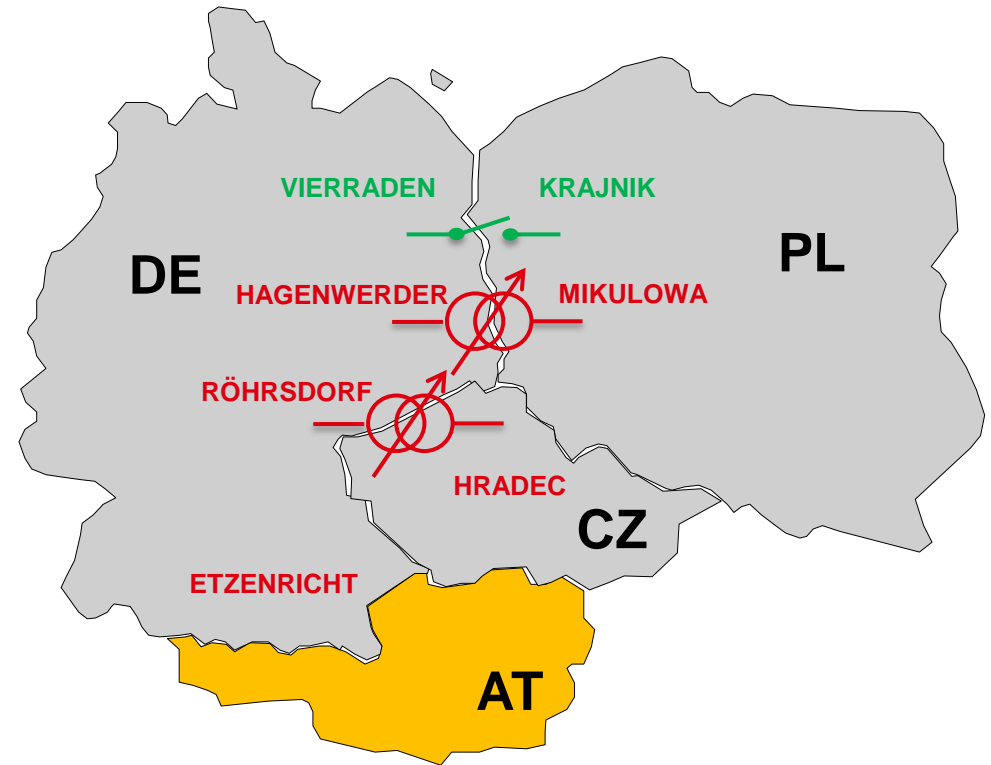 VIERRADEN KRAJNIK
DE
PL
HAGENWERDER MIKULOWA
RÖHRSDORF
HRADEC
CZ
ETZENRICHT
AT